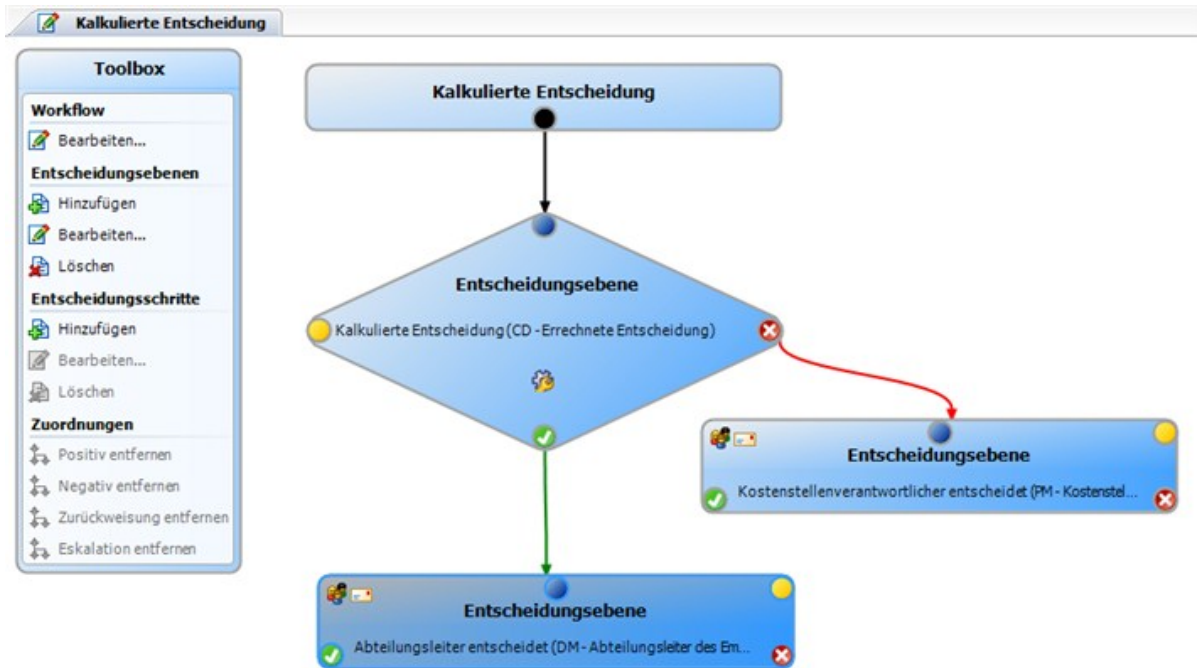 Kalkulierte Entscheidung
Toolbox
Workflow
Bearbeiten...
Entscheidungsebenen
Hinzufügen
Bearbeiten...
Löschen
Entscheidungsschritte
Hinzufügen
Bearbeiten...
Löschen
Zuordnungen
Positiv entfernen
Negativ entfernen
Zurückweisung entfernen
Eskalation entfernen
Kalkulierte Entscheidung
Entscheidungsebene
Kalkulierte Entscheidung (CD - Errechnete Entscheidung)
Entscheidungsebene
Kostenstellenverantwortlicher entscheidet (PM - Kostenstel...
Entscheidungsebene
Abteilungsleiter entscheidet (DM - Abteilungsleiter des Em...